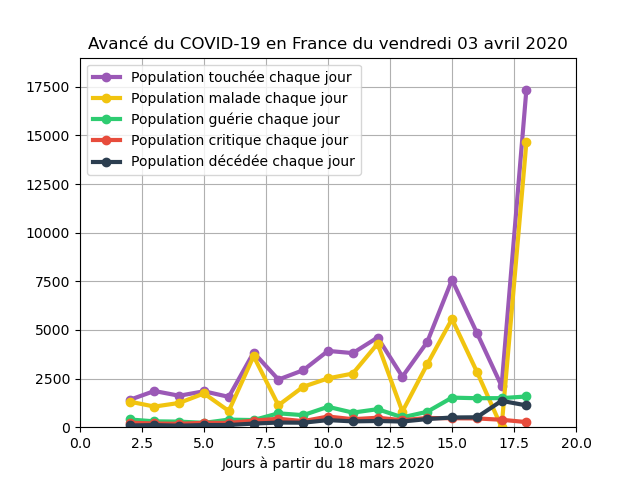 Avancé du COVID-19 en France du vendredi 03 avril 2020
Population touchée chaque jour
Population malade chaque jour
Population guérie chaque jour
Population critique chaque jour
Population décédée chaque jour
17500
15000
12500
10000
7500
5000
2500
0
0.0 2.5 5.0 7.5 10.0 12.5 15.0 17.5 20.0
Jours à partir du 18 mars 2020